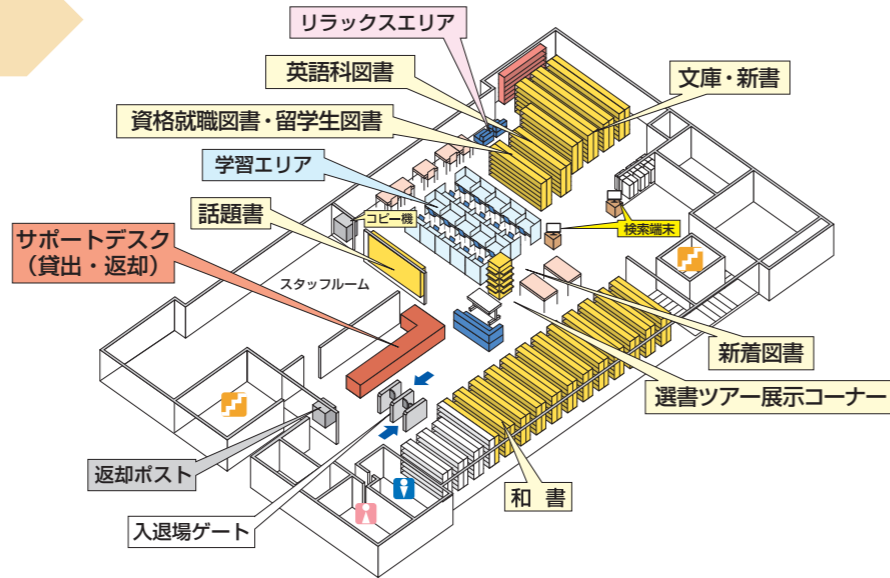 リラックスエリア
英語科図書
文庫・新書
資格就職図書・留学生図書
学習エリア
話題書
コピー機
検索端末
サポートデスク
（貸出・返却）
スタッフルーム
新着図書
選書ツアー展示コーナー
返却ポスト
和 書
入退場ゲート